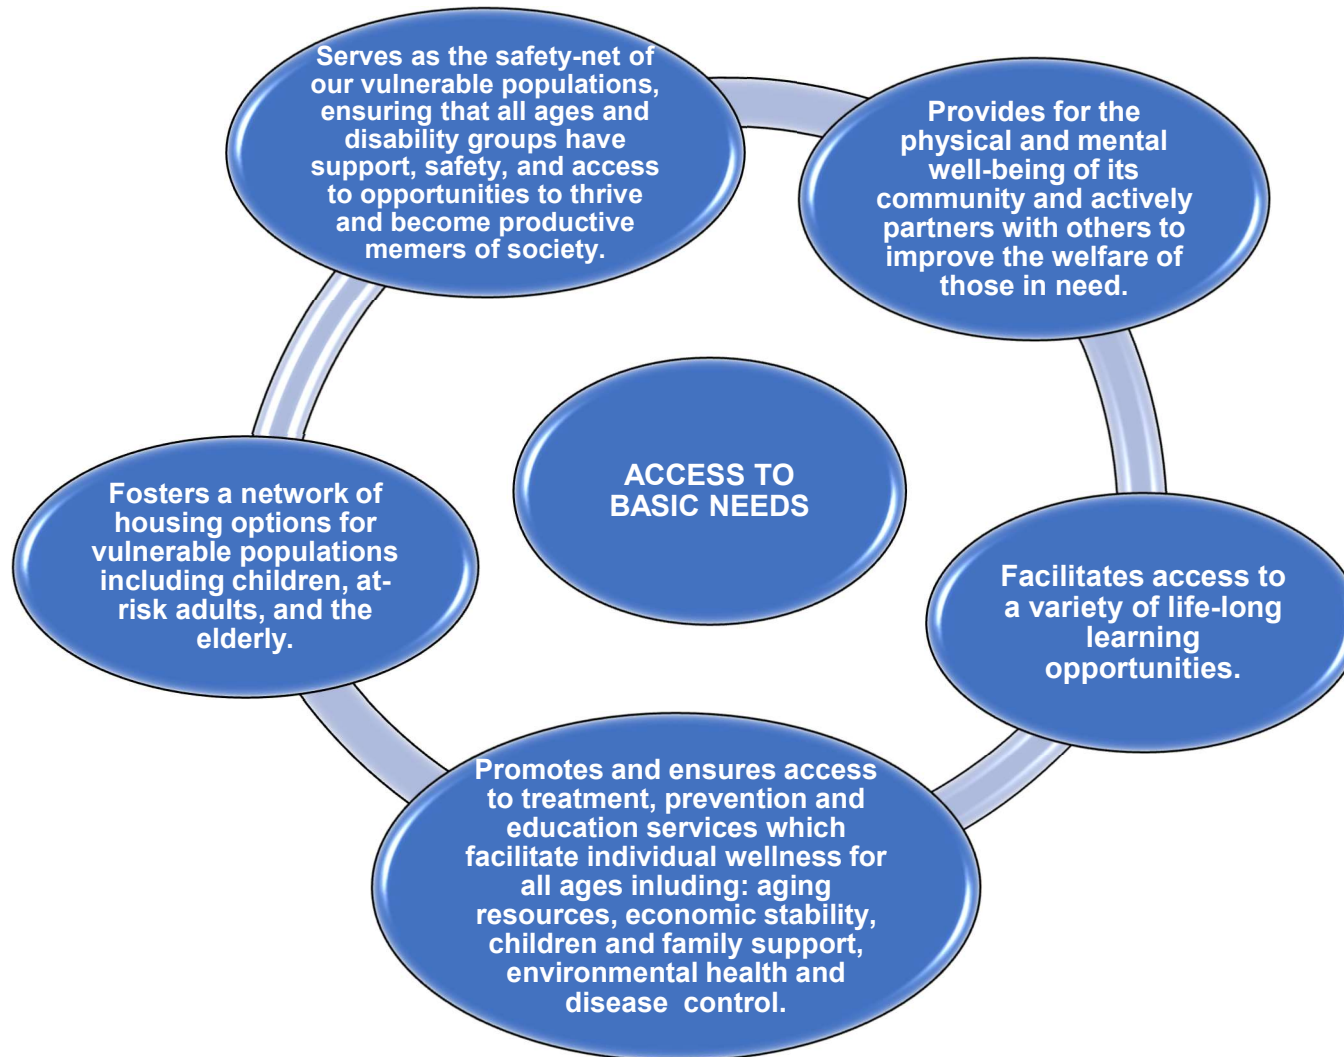 Serves as the safety-net of
our vulnerable populations,
ensuring that all ages and
disability groups have
support, safety, and access
to opportunities to thrive
and become productive
memers of society.
Provides for the
physical and mental
well-being of its
community and actively
partners with others to
improve the welfare of
those in need.
ACCESS TO
BASIC NEEDS
Fosters a network of
housing options for
vulnerable populations
including children, at-
risk adults, and the
elderly.
Facilitates access to
a variety of life-long
learning
opportunities.
Promotes and ensures access
to treatment, prevention and
education services which
facilitate individual wellness for
all ages inluding: aging
resources, economic stability,
children and family support,
environmental health and
disease  control.